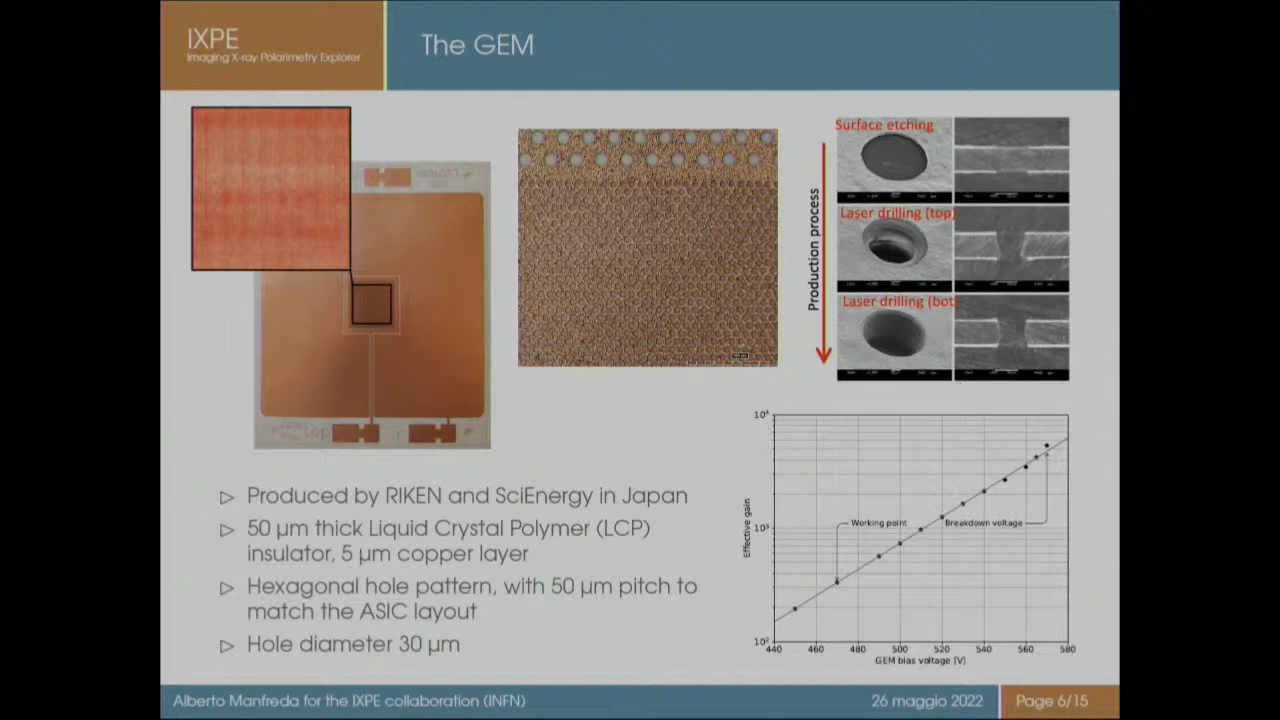 IXPE
Imaging X-ray Polarimetry Explorer
The GEM
top
Surface etching
Laser drilling (top)
Laser drilling (bot
Production process
▷ Produced by RIKEN and SciEnergy in Japan
▷ 50 µm thick Liquid Crystal Polymer (LCP)
insulator, 5 µm copper layer
▷ Hexagonal hole pattern, with 50 µm pitch to
match the ASIC layout
▷ Hole diameter 30 µm
10⁴
10³
10²
Effective gain
Working point
Breakdown voltage
440 460 480 500 520 540 560 580
GEM bias voltage [V]
Alberto Manfreda for the IXPE collaboration (INFN)
26 maggio 2022
Page 6/15